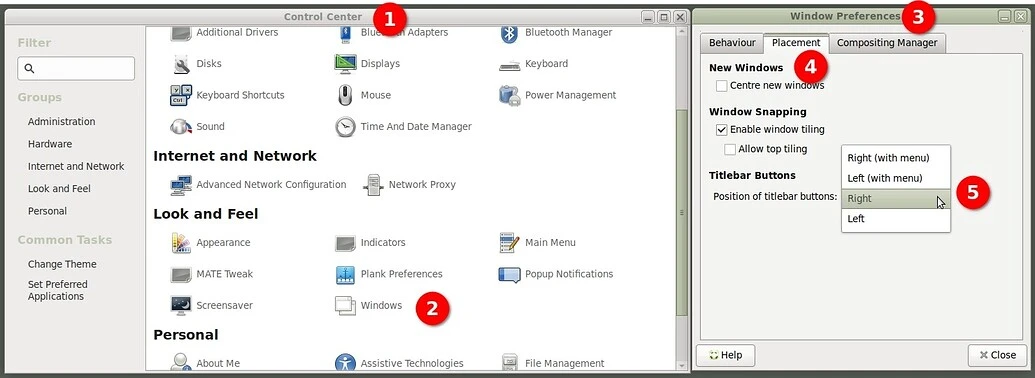 Control Center
1
Filter
Groups
Administration
Hardware
Internet and Network
Look and Feel
Personal
Common Tasks
Change Theme
Set Preferred
Applications
Additional Drivers
Bluetooth Adapters
Bluetooth Manager
Disks
Displays
Keyboard
Keyboard Shortcuts
Mouse
Power Management
Sound
Time And Date Manager
Internet and Network
Advanced Network Configuration
Network Proxy
Look and Feel
Appearance
Indicators
Main Menu
MATE Tweak
Plank Preferences
Popup Notifications
Screensaver
Windows
2
Personal
About Me
Assistive Technologies
File Management
Window Preferences
3
Behaviour
Placement
Compositing Manager
4
New Windows
Centre new windows
Window Snapping
Enable window tiling
Allow top tiling
Titlebar Buttons
Position of titlebar buttons:
Right (with menu)
Left (with menu)
Right
Left
5
Help
Close